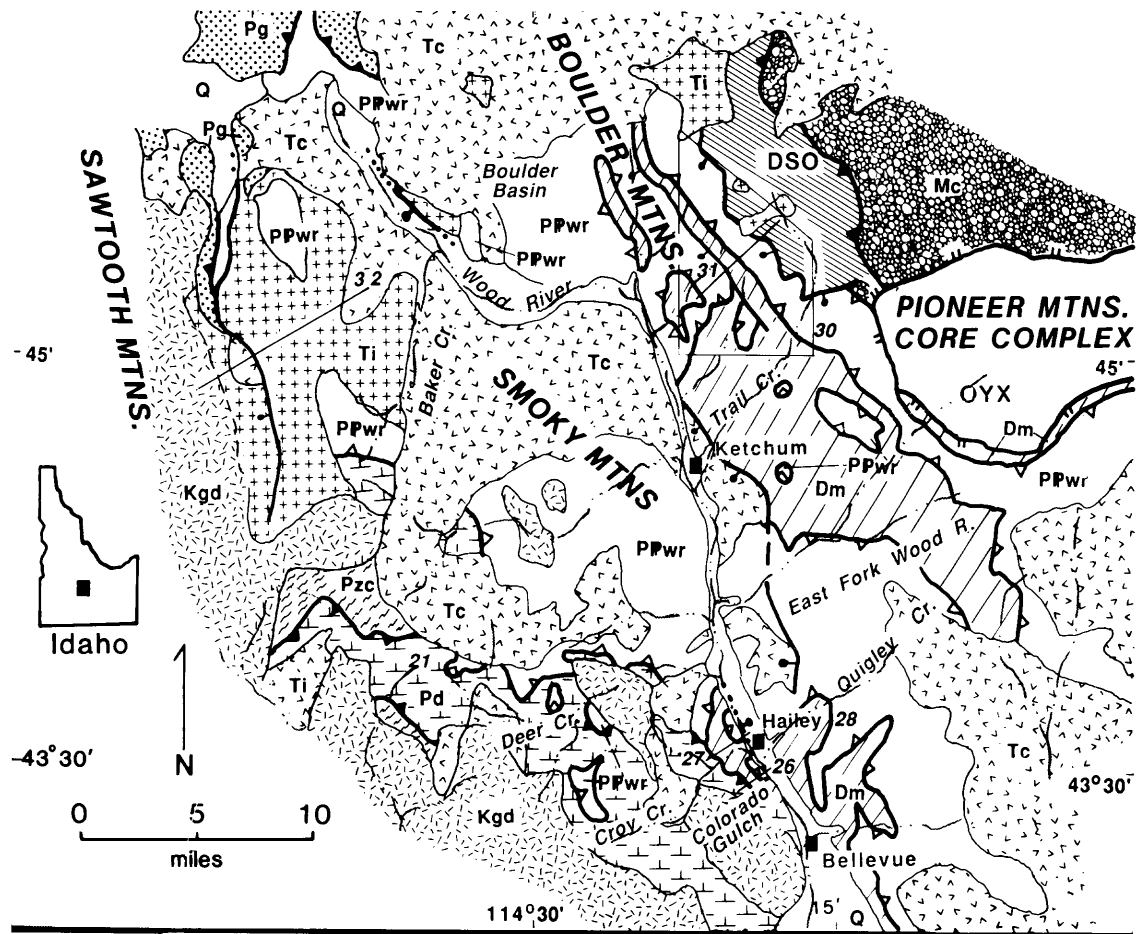 Pg
Tc
BOULDER MTNS.
Ti
Q
Q
PPwr
Pg
Tc
DSO
Boulder
Basin
Mc
SAWTOOTH MTNS.
PPwr
PPwr
PPwr
32
31
Wood River
PIONEER MTNS.
CORE COMPLEX
30
45'
Ti
Baker Cr.
Tc
45'
SMOKY MTNS
Trail Cr.
OYX
Dm
PPwr
Ketchum
PPwr
PPwr
Kgd
Dm
PPwr
East Fork Wood R.
Pzc
Cr.
Idaho
Tc
Quigley
21
Ti
Pd
Deer
Cr.
Hailey
28
Tc
43°30'
N
27
26
PPwr
43°30'
Dm
Kgd
Croy Cr.
Colorado
Gulch
0 5 10
miles
Bellevue
114°30'
15'
Q